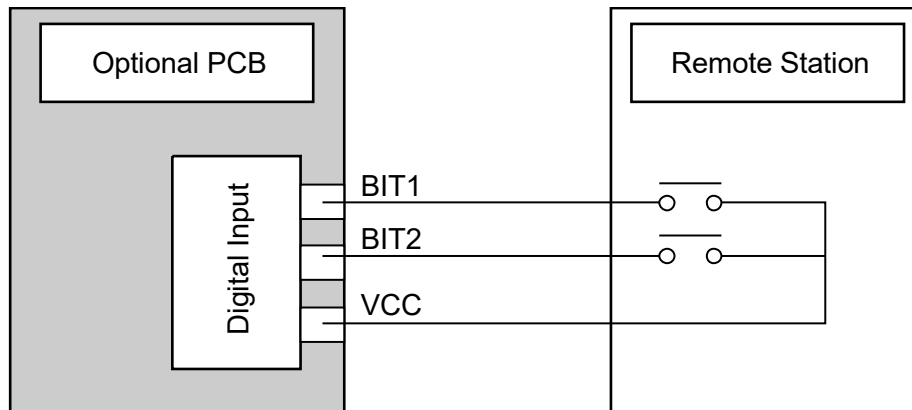 Optional PCB
Remote Station
Digital Input
BIT1
BIT2
VCC